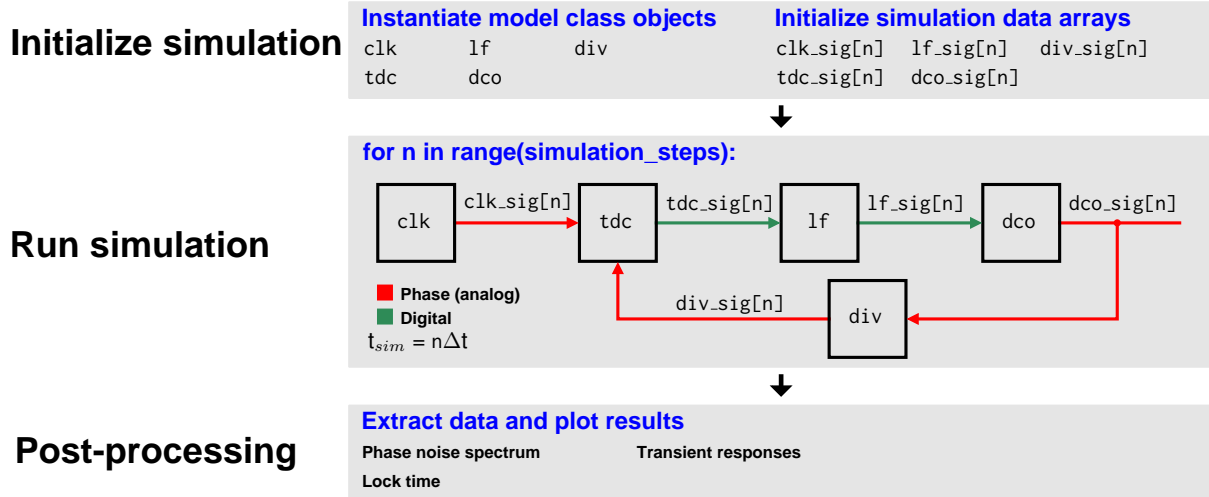 Initialize simulation
Instantiate model class objects
clk lf div
tdc dco
Initialize simulation data arrays
clk_sig[n] lf_sig[n] div_sig[n]
tdc_sig[n] dco_sig[n]
Run simulation
for n in range(simulation_steps):
clk_sig[n] tdc_sig[n] lf_sig[n] dco_sig[n]
clk tdc lf dco
Phase (analog)
Digital
div_sig[n] div
t_sim = nΔt
Post-processing
Extract data and plot results
Phase noise spectrum Transient responses
Lock time